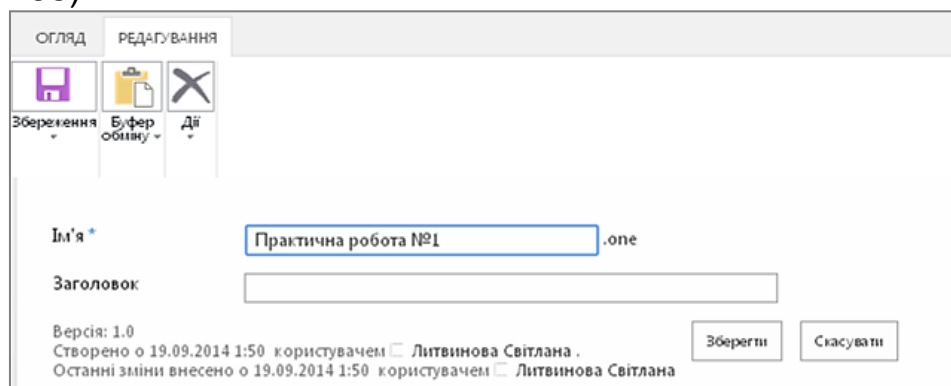 ОГЛЯД РЕДАГУВАННЯ
Збереження Буфер обміну Дії
Ім'я * Практична робота №1 .one
Заголовок
Версія: 1.0
Створено о 19.09.2014 1:50 користувачем Литвинова Світлана .
Останні зміни внесено о 19.09.2014 1:50 користувачем Литвинова Світлана
Зберегти Скасувати